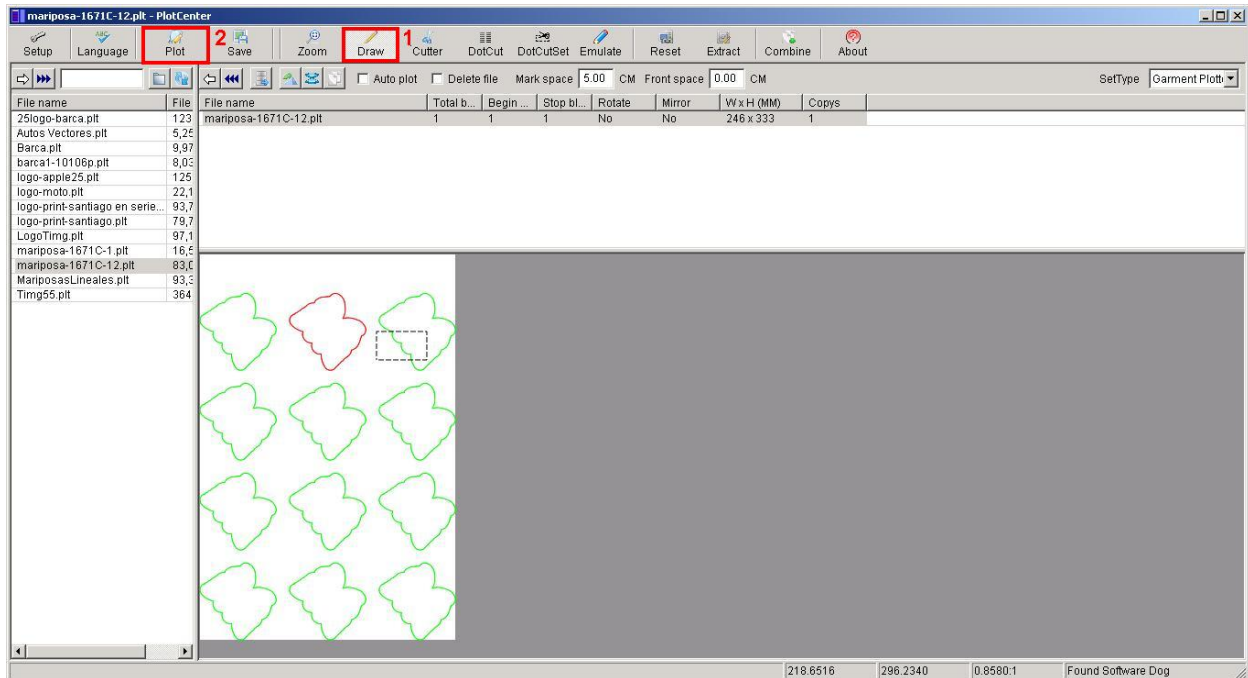 mariposa-1671C-12.plt - PlotCenter
Setup Language Plot 2 Save Zoom Draw 1 Cutter DotCut DotCutSet Emulate Reset Extract Combine About
Auto plot Delete file Mark space 5.00 CM Front space 0.00 CM SetType Garment Plott
File name File File name Total b... Begin ... Stop bl... Rotate Mirror W x H (MM) Copys
25logo-barca.plt 123 mariposa-1671C-12.plt 1 1 1 No No 246 x 333 1
Autos Vectores.plt 5,25
Barca.plt 9,97
barca1-10106p.plt 8,03
logo-apple25.plt 125
logo-moto.plt 22,1
logo-print-santiago en serie... 93,7
logo-print-santiago.plt 79,7
LogoTimg.plt 97,1
mariposa-1671C-1.plt 16,5
mariposa-1671C-12.plt 83,0
MariposasLineales.plt 93,3
Timg55.plt 364
218.6516 296.2340 0.8580:1 Found Software Dog